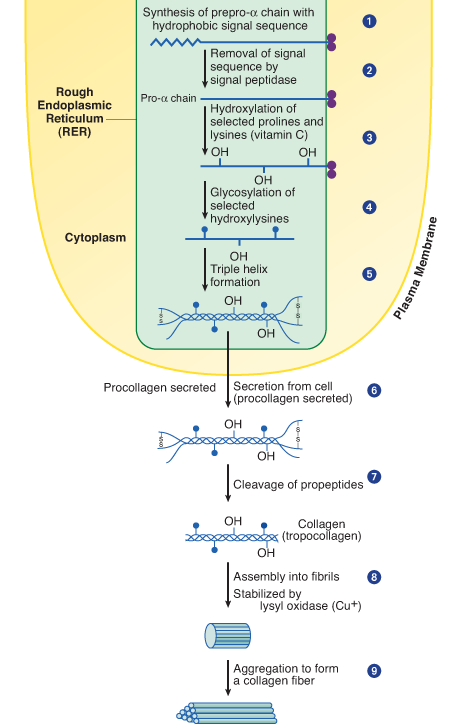 Synthesis of prepro-α chain with
hydrophobic signal sequence
1
Removal of signal
sequence by
signal peptidase
2
Rough
Endoplasmic
Reticulum
(RER)
Pro-α chain
Hydroxylation of
selected prolines and
lysines (vitamin C)
3
OH
OH
OH
Glycosylation of
selected
hydroxylysines
4
Cytoplasm
OH
Triple helix
formation
5
Plasma Membrane
OH
S
S
S
S
OH
Procollagen secreted
Secretion from cell
(procollagen secreted)
6
OH
S
S
S
S
OH
Cleavage of propeptides
7
OH
Collagen
(tropocollagen)
OH
Assembly into fibrils
8
Stabilized by
lysyl oxidase (Cu+)
Aggregation to form
a collagen fiber
9